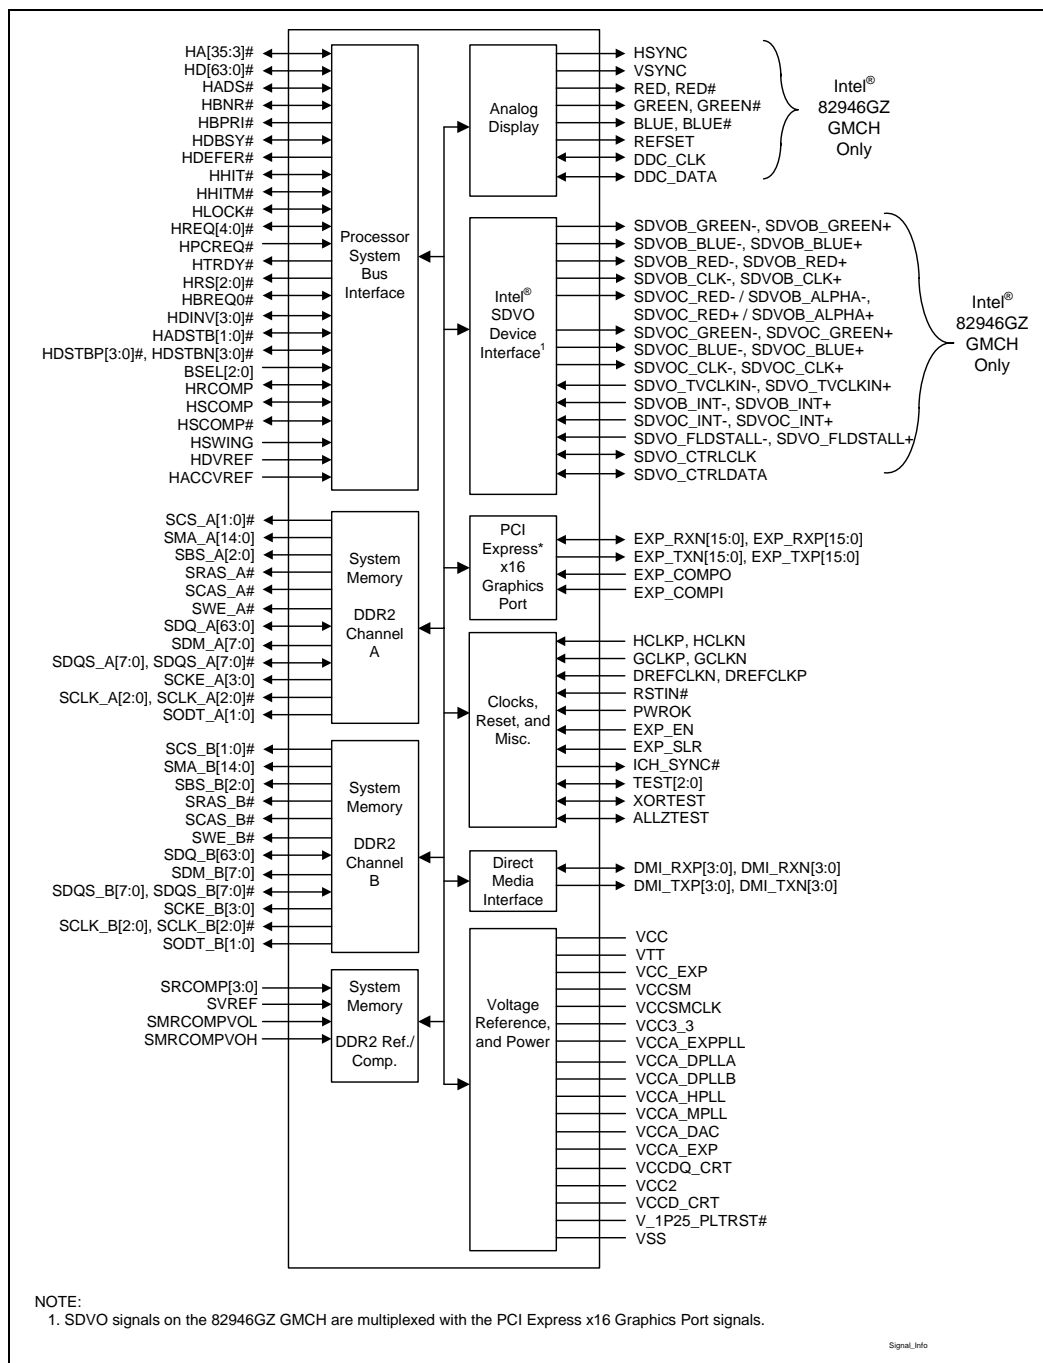 HA[35:3]#
HD[63:0]#
HADS#
HBNR#
HBPRI#
HDBSY#
HDEFER#
HHIT#
HHITM#
HLOCK#
HREQ[4:0]#
HPCREQ#
HTRDY#
HRS[2:0]#
HBREQ0#
HDINV[3:0]#
HADSTB[1:0]#
HDSTBP[3:0]#, HDSTBN[3:0]#
BSEL[2:0]
HRCOMP
HSCOMP
HSCOMP#
HSWING
HDVREF
HACCVREF
Processor
System
Bus
Interface
SCS_A[1:0]#
SMA_A[14:0]
SBS_A[2:0]
SRAS_A#
SCAS_A#
SWE_A#
SDQ_A[63:0]
SDM_A[7:0]
SDQS_A[7:0], SDQS_A[7:0]#
SCKE_A[3:0]
SCLK_A[2:0], SCLK_A[2:0]#
SODT_A[1:0]
System
Memory
DDR2
Channel
A
SCS_B[1:0]#
SMA_B[14:0]
SBS_B[2:0]
SRAS_B#
SCAS_B#
SWE_B#
SDQ_B[63:0]
SDM_B[7:0]
SDQS_B[7:0], SDQS_B[7:0]#
SCKE_B[3:0]
SCLK_B[2:0], SCLK_B[2:0]#
SODT_B[1:0]
System
Memory
DDR2
Channel
B
SRCOMP[3:0]
SVREF
SMRCOMPVOL
SMRCOMPVOH
System
Memory
DDR2 Ref./
Comp.
Analog
Display
HSYNC
VSYNC
RED, RED#
GREEN, GREEN#
BLUE, BLUE#
REFSET
DDC_CLK
DDC_DATA
Intel®
82946GZ
GMCH
Only
Intel®
SDVO
Device
Interface1
SDVOB_GREEN-, SDVOB_GREEN+
SDVOB_BLUE-, SDVOB_BLUE+
SDVOB_RED-, SDVOB_RED+
SDVOB_CLK-, SDVOB_CLK+
SDVOC_RED- / SDVOB_ALPHA-,
SDVOC_RED+ / SDVOB_ALPHA+
SDVOC_GREEN-, SDVOC_GREEN+
SDVOC_BLUE-, SDVOC_BLUE+
SDVOC_CLK-, SDVOC_CLK+
SDVO_TVCLKIN-, SDVO_TVCLKIN+
SDVOB_INT-, SDVOB_INT+
SDVOC_INT-, SDVOC_INT+
SDVO_FLDSTALL-, SDVO_FLDSTALL+
SDVO_CTRLCLK
SDVO_CTRLDATA
Intel®
82946GZ
GMCH
Only
PCI
Express*
x16
Graphics
Port
EXP_RXN[15:0], EXP_RXP[15:0]
EXP_TXN[15:0], EXP_TXP[15:0]
EXP_COMPO
EXP_COMPI
Clocks,
Reset, and
Misc.
HCLKP, HCLKN
GCLKP, GCLKN
DREFCLKN, DREFCLKP
RSTIN#
PWROK
EXP_EN
EXP_SLR
ICH_SYNC#
TEST[2:0]
XORTEST
ALLZTEST
Direct
Media
Interface
DMI_RXP[3:0], DMI_RXN[3:0]
DMI_TXP[3:0], DMI_TXN[3:0]
Voltage
Reference,
and Power
VCC
VTT
VCC_EXP
VCCSM
VCCSMCLK
VCC3_3
VCCA_EXPPLL
VCCA_DPLLA
VCCA_DPLLB
VCCA_HPLL
VCCA_MPLL
VCCA_DAC
VCCA_EXP
VCCDQ_CRT
VCC2
VCCD_CRT
V_1P25_PLTRST#
VSS
NOTE:
1. SDVO signals on the 82946GZ GMCH are multiplexed with the PCI Express x16 Graphics Port signals.
Signal_Info